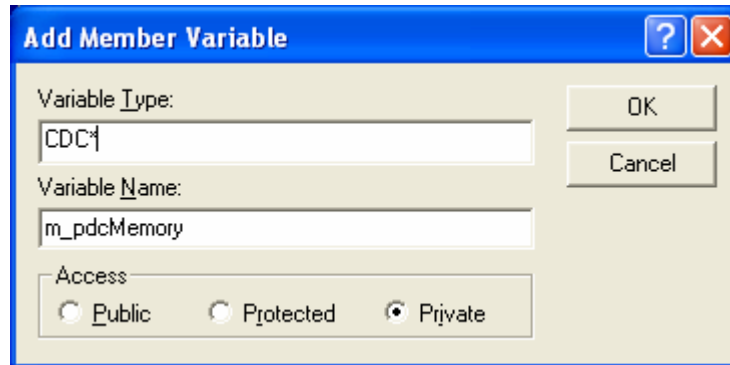 Add Member Variable
?
Variable Type:
CDC*
Variable Name:
m_pdcMemory
Access
Public Protected Private
OK
Cancel